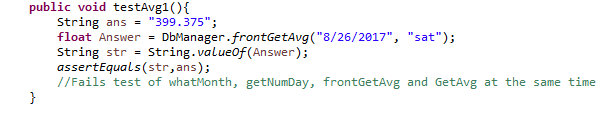 public void testAvg1(){
String ans = "399.375";
float Answer = DbManager.frontGetAvg("8/26/2017", "sat");
String str = String.valueOf(Answer);
assertEquals(str,ans);
//Fails test of whatMonth, getNumDay, frontGetAvg and GetAvg at the same time
}